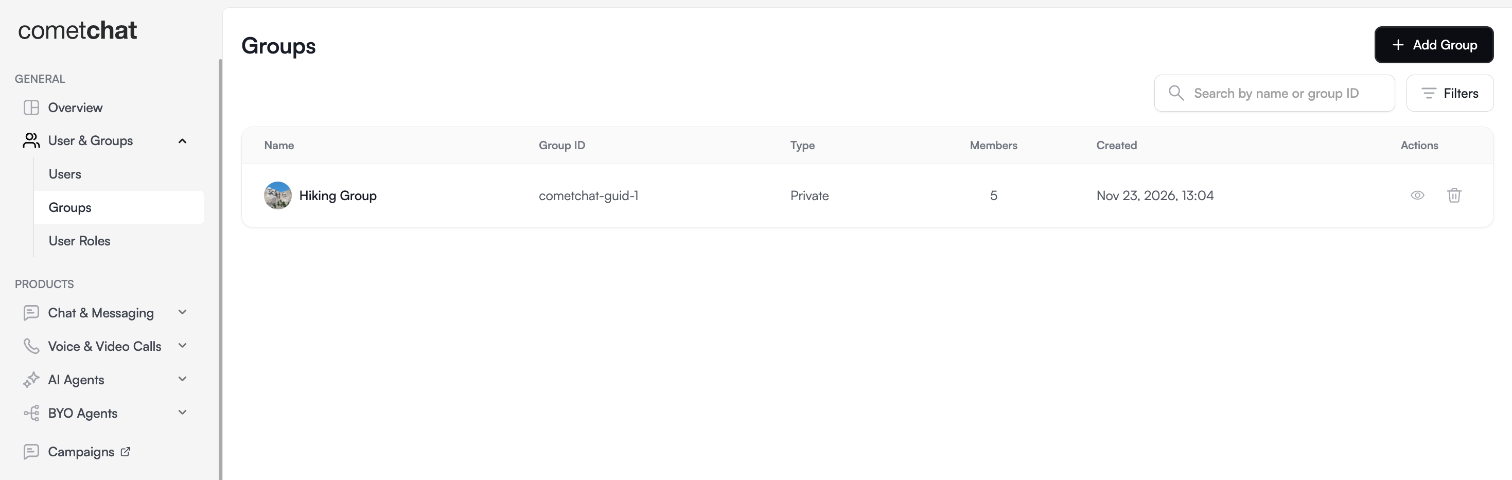 cometchat
GENERAL
Overview
User & Groups
Users
Groups
User Roles
PRODUCTS
Chat & Messaging
Voice & Video Calls
AI Agents
BYO Agents
Campaigns
Groups
+ Add Group
Search by name or group ID
Filters
Name Group ID Type Members Created Actions
Hiking Group cometchat-guid-1 Private 5 Nov 23, 2026, 13:04